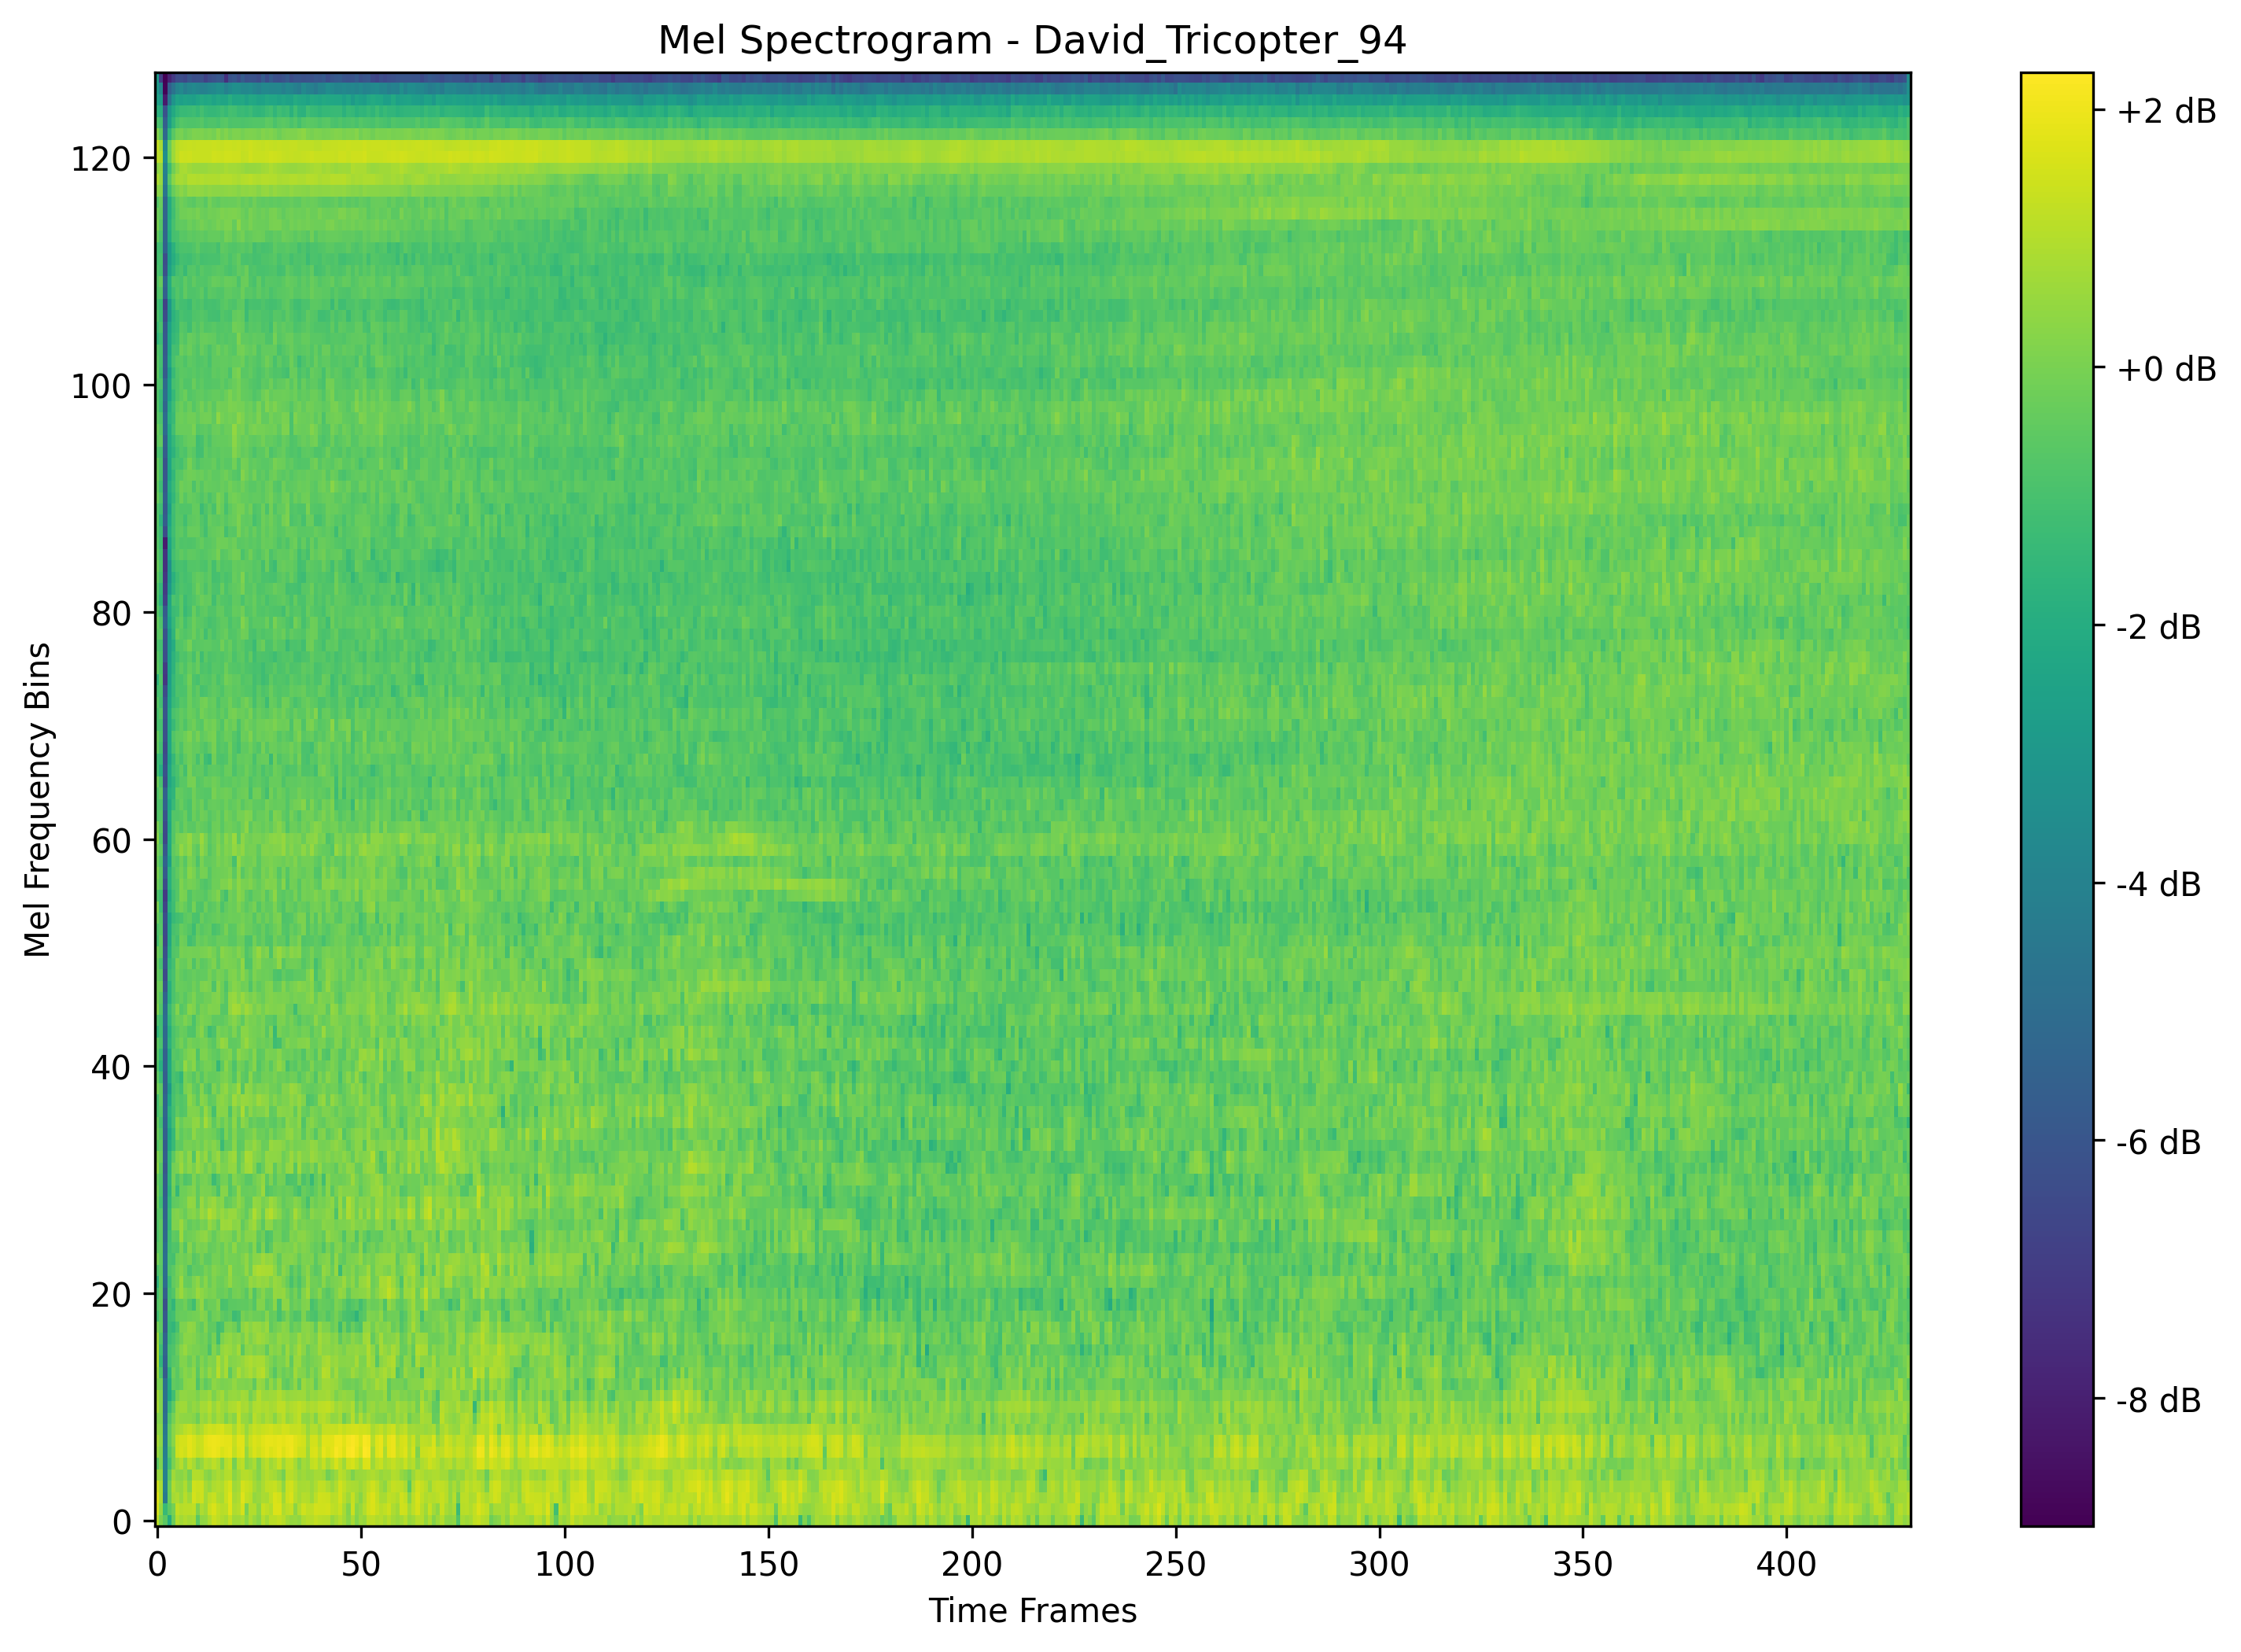 Mel Spectrogram - David_Tricopter_94
Mel Frequency Bins
120
100
80
60
40
20
0
0 50 100 150 200 250 300 350 400
Time Frames
+2 dB
+0 dB
-2 dB
-4 dB
-6 dB
-8 dB